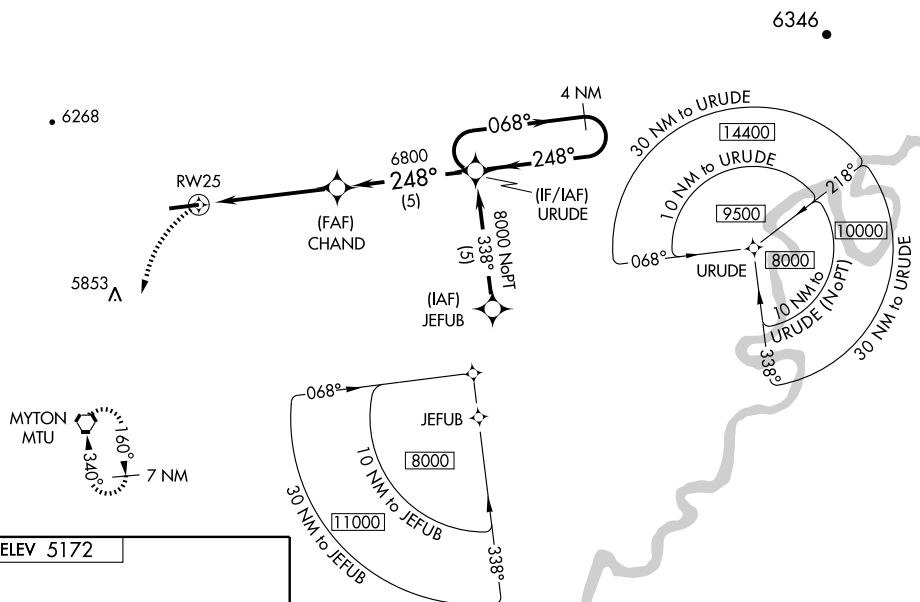 6346
4 NM
6268
068°
30 NM to URUDE
14400
6800
248°
248°
10 NM to URUDE
218°
RW25
(5)
(IF/IAF)
URUDE
9500
10000
(FAF)
CHAND
8000 NoPT
338°
(5)
068°
URUDE
8000
10 NM to
URUDE (NoPT)
30 NM to URUDE
5853
(IAF)
JEFUB
338°
068°
MYTON
MTU
160°
340°
7 NM
JEFUB
8000
10 NM to JEFUB
11000
30 NM to JEFUB
338°
ELEV 5172